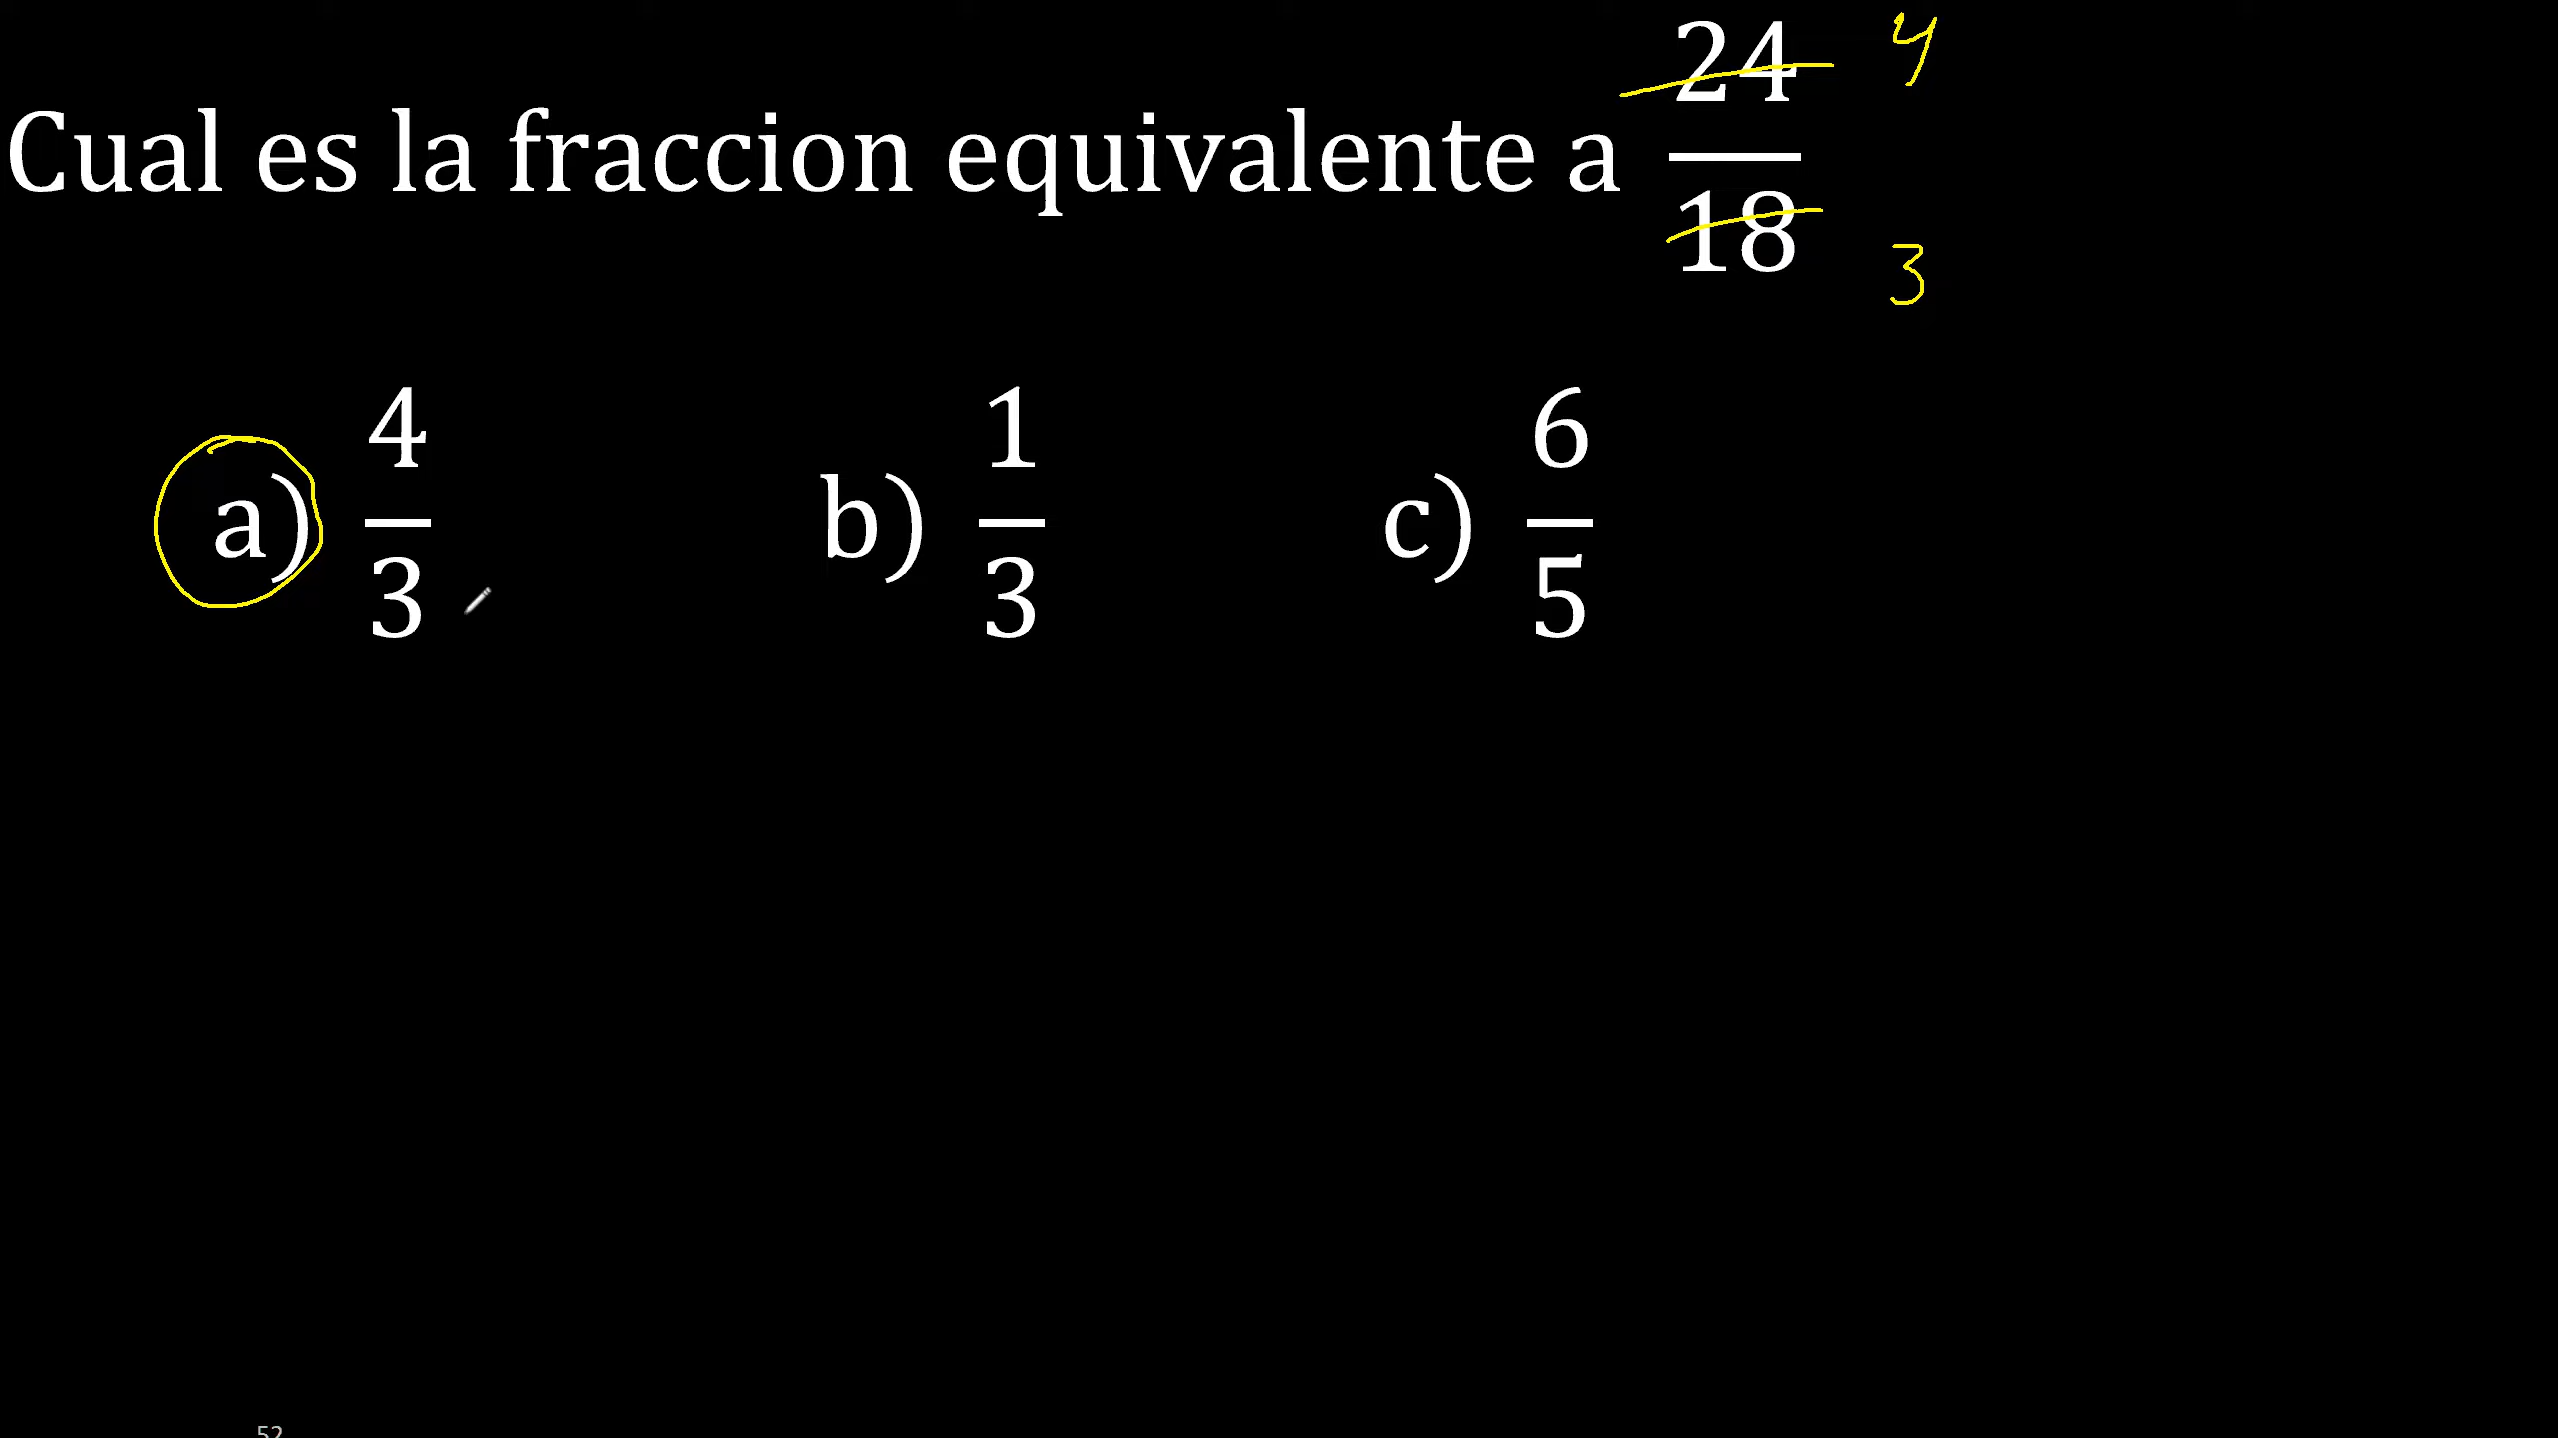 Cual es la fraccion equivalente a 24/18 4 3
a) 4/3 b) 1/3 c) 6/5
52